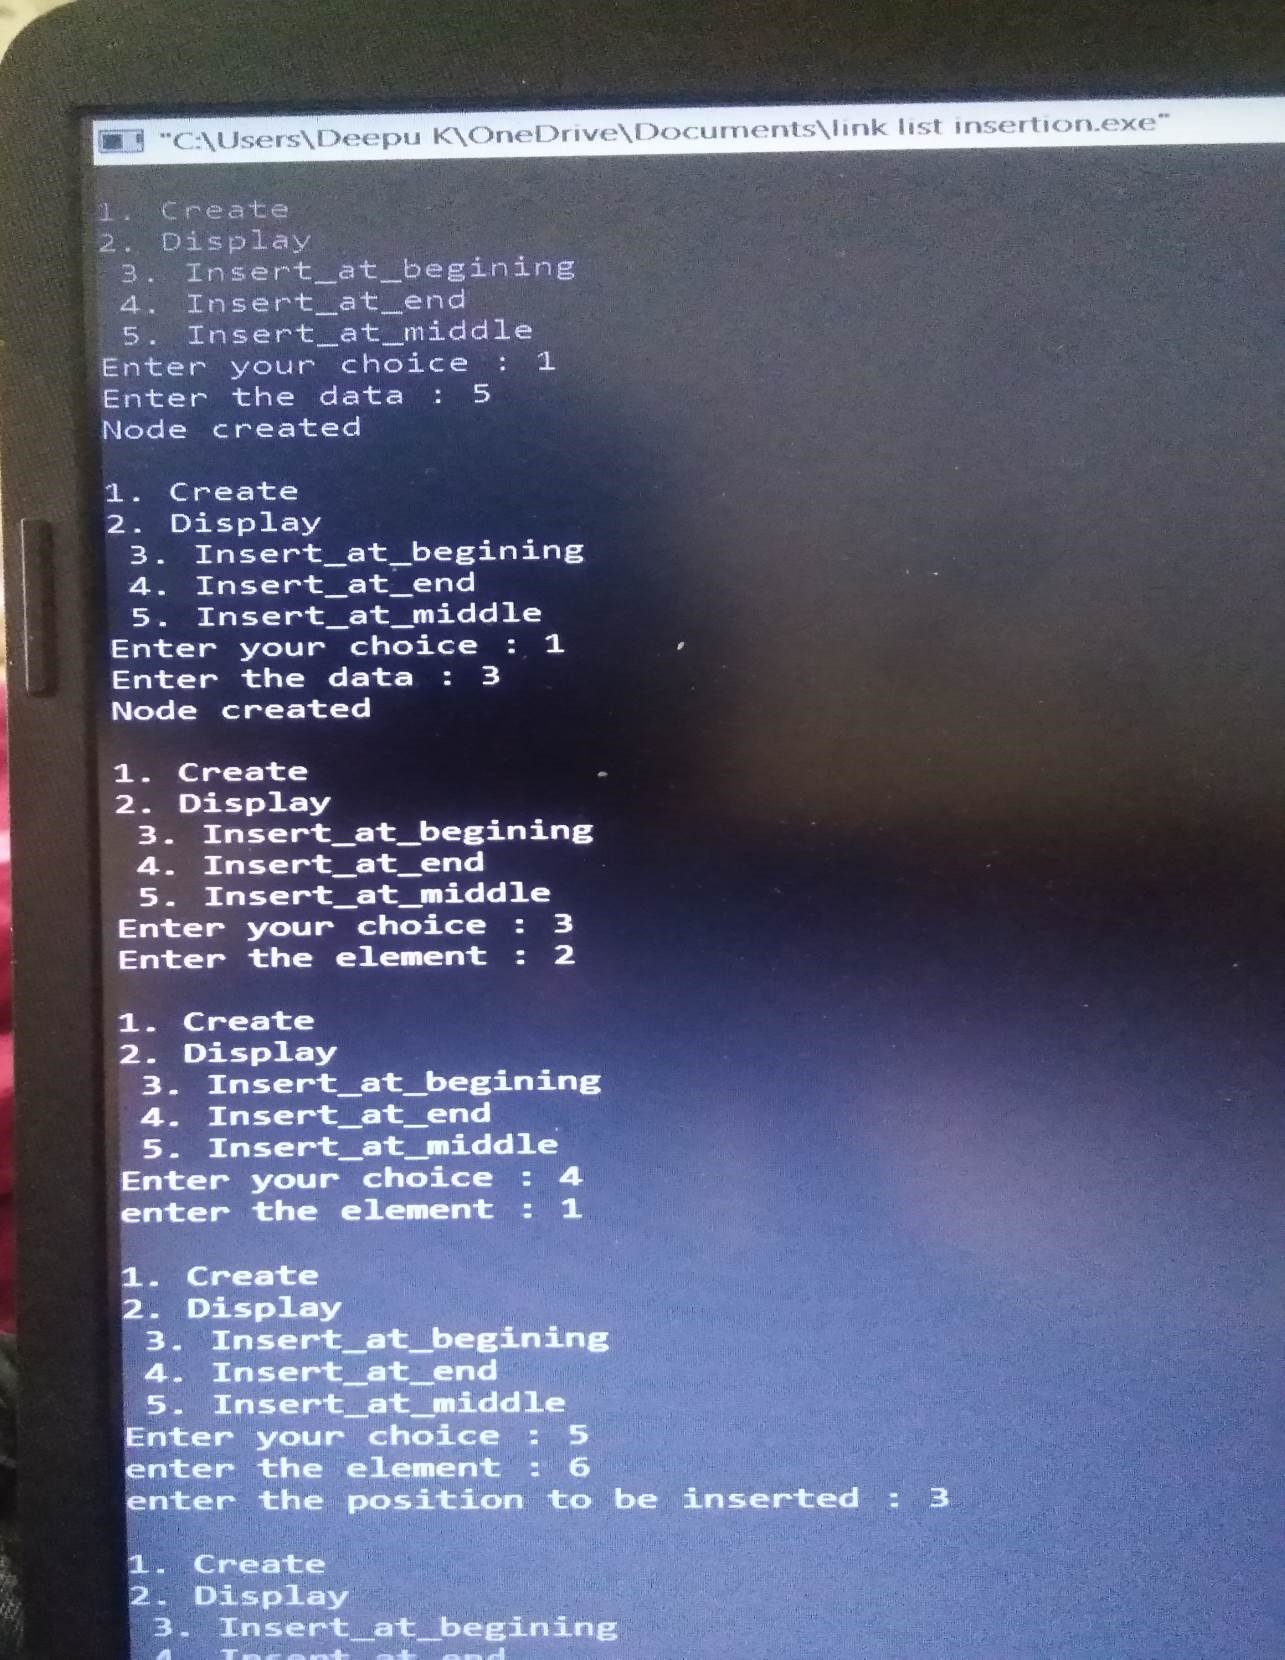 "C:\Users\Deepu K\OneDrive\Documents\link list insertion.exe"
1. Create
2. Display
3. Insert_at_begining
4. Insert_at_end
5. Insert_at_middle
Enter your choice : 1
Enter the data : 5
Node created
1. Create
2. Display
3. Insert_at_begining
4. Insert_at_end
5. Insert_at_middle
Enter your choice : 1
Enter the data : 3
Node created
1. Create
2. Display
3. Insert_at_begining
4. Insert_at_end
5. Insert_at_middle
Enter your choice : 3
Enter the element : 2
1. Create
2. Display
3. Insert_at_begining
4. Insert_at_end
5. Insert_at_middle
Enter your choice : 4
enter the element : 1
1. Create
2. Display
3. Insert_at_begining
4. Insert_at_end
5. Insert_at_middle
Enter your choice : 5
enter the element : 6
enter the position to be inserted : 3
1. Create
2. Display
3. Insert_at_begining
4. Insert_at_end